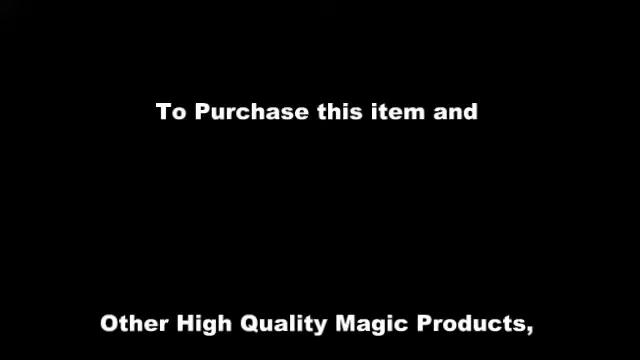 To Purchase this item and
Other High Quality Magic Products,